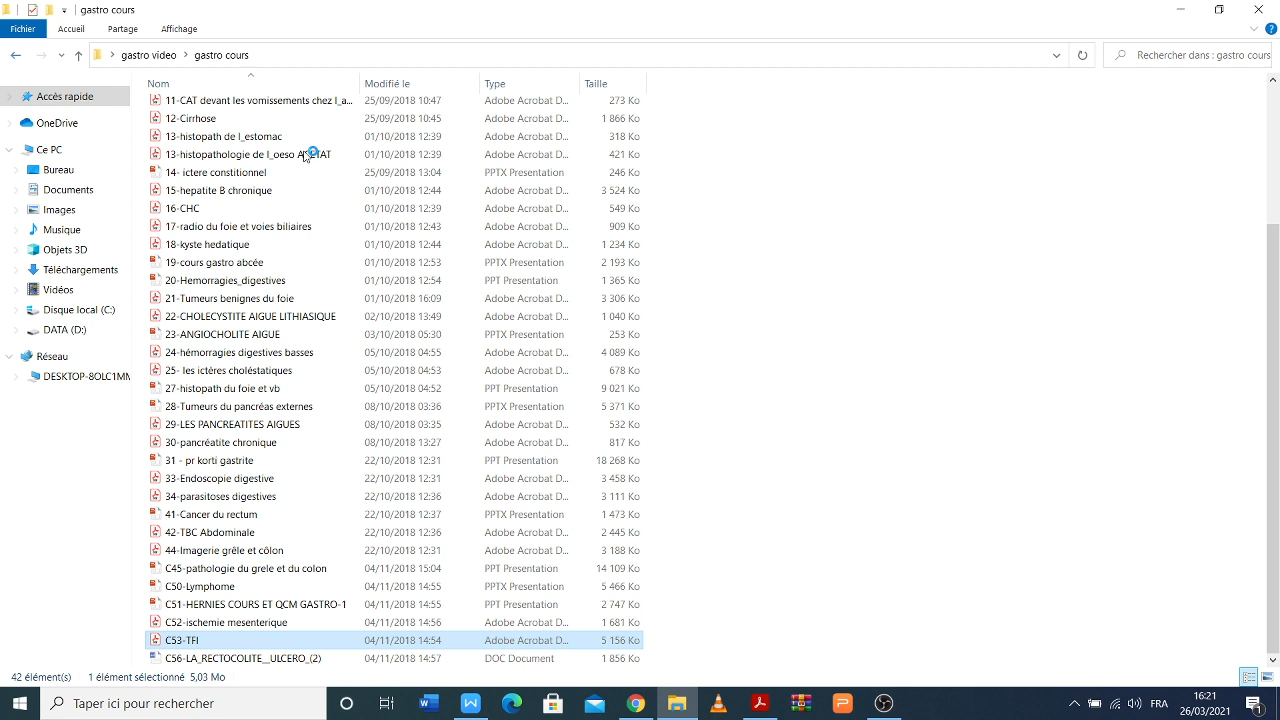 gastro cours
Fichier Accueil Partage Affichage
gastro video gastro cours Rechercher dans : gastro cours
Nom Modifié le Type Taille
Accès rapide
OneDrive
Ce PC
Bureau
Documents
Images
Musique
Objets 3D
Téléchargements
Vidéos
Disque local (C:)
DATA (D:)
Réseau
DESKTOP-8OLC1MM
11-CAT devant les vomissements chez l_a... 25/09/2018 10:47 Adobe Acrobat D... 273 Ko
12-Cirrhose 25/09/2018 10:45 Adobe Acrobat D... 1 866 Ko
13-histopath de l_estomac 01/10/2018 12:39 Adobe Acrobat D... 318 Ko
13-histopathologie de l_oeso 01/10/2018 12:39 Adobe Acrobat D... 421 Ko
14- ictere constitionnel 25/09/2018 13:04 PPTX Presentation 246 Ko
15-hepatite B chronique 01/10/2018 12:44 Adobe Acrobat D... 3 524 Ko
16-CHC 01/10/2018 12:39 Adobe Acrobat D... 549 Ko
17-radio du foie et voies biliaires 01/10/2018 12:43 Adobe Acrobat D... 909 Ko
18-kyste hedatique 01/10/2018 12:44 Adobe Acrobat D... 1 234 Ko
19-cours gastro abcée 01/10/2018 12:53 PPTX Presentation 2 193 Ko
20-Hemorragies_digestives 01/10/2018 12:54 PPT Presentation 1 365 Ko
21-Tumeurs benignes du foie 01/10/2018 16:09 Adobe Acrobat D... 3 306 Ko
22-CHOLECYSTITE AIGUE LITHIASIQUE 02/10/2018 13:49 Adobe Acrobat D... 1 040 Ko
23-ANGIOCHOLITE AIGUE 03/10/2018 05:30 PPTX Presentation 253 Ko
24-hémorragies digestives basses 05/10/2018 04:55 Adobe Acrobat D... 4 089 Ko
25- les ictères choléstatiques 05/10/2018 04:53 Adobe Acrobat D... 678 Ko
27-histopath du foie et vb 05/10/2018 04:52 PPT Presentation 9 021 Ko
28-Tumeurs du pancréas externes 08/10/2018 03:36 PPTX Presentation 5 371 Ko
29-LES PANCREATITES AIGUES 08/10/2018 03:35 Adobe Acrobat D... 532 Ko
30-pancréatite chronique 08/10/2018 13:27 Adobe Acrobat D... 817 Ko
31 - pr korti gastrite 22/10/2018 12:31 PPT Presentation 18 268 Ko
33-Endoscopie digestive 22/10/2018 12:31 Adobe Acrobat D... 3 458 Ko
34-parasitoses digestives 22/10/2018 12:36 Adobe Acrobat D... 3 111 Ko
41-Cancer du rectum 22/10/2018 12:37 PPTX Presentation 1 473 Ko
42-TBC Abdominale 22/10/2018 12:36 Adobe Acrobat D... 2 445 Ko
44-Imagerie grêle et côlon 22/10/2018 12:31 Adobe Acrobat D... 3 188 Ko
C45-pathologie du grele et du colon 04/11/2018 15:04 PPT Presentation 14 109 Ko
C50-Lymphome 04/11/2018 14:55 PPTX Presentation 5 466 Ko
C51-HERNIES COURS ET QCM GASTRO-1 04/11/2018 14:55 PPT Presentation 2 747 Ko
C52-ischemie mesenterique 04/11/2018 14:56 Adobe Acrobat D... 1 681 Ko
C53-TFI 04/11/2018 14:54 Adobe Acrobat D... 5 156 Ko
C56-LA_RECTOCOLITE__ULCERO_(2) 04/11/2018 14:57 DOC Document 1 856 Ko
42 élément(s) 1 élément sélectionné 5,03 Mo
Taper ici pour rechercher FRA 16:21
26/03/2021